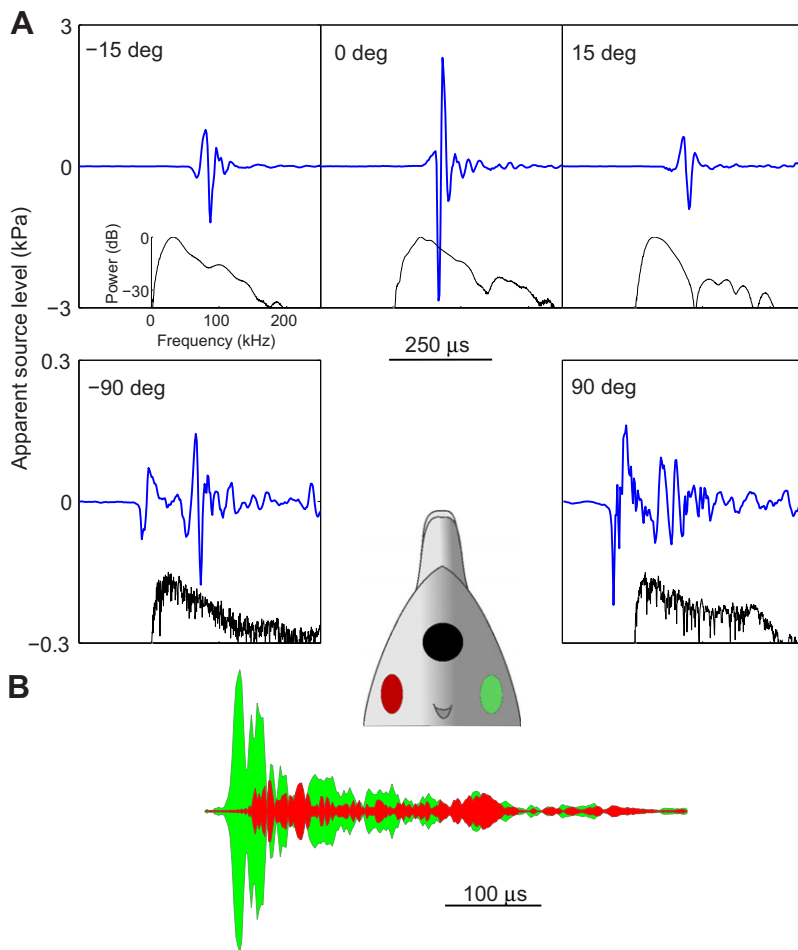 A
−15 deg
0 deg
15 deg
3
0
−3
Apparent source level (kPa)
Power (dB)
0
−30
0 100 200
Frequency (kHz)
250 µs
−90 deg
90 deg
0.3
0
−0.3
B
100 µs